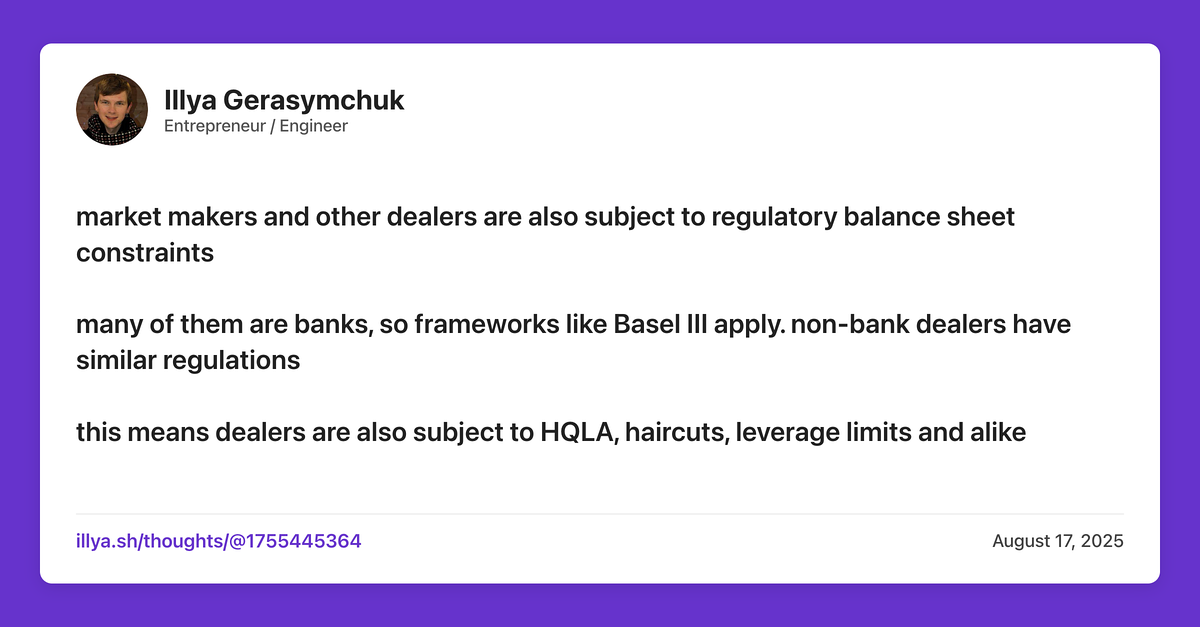 Illya Gerasymchuk
Entrepreneur / Engineer
market makers and other dealers are also subject to regulatory balance sheet
constraints
many of them are banks, so frameworks like Basel III apply. non-bank dealers have
similar regulations
this means dealers are also subject to HQLA, haircuts, leverage limits and alike
illya.sh/thoughts/@1755445364
August 17, 2025